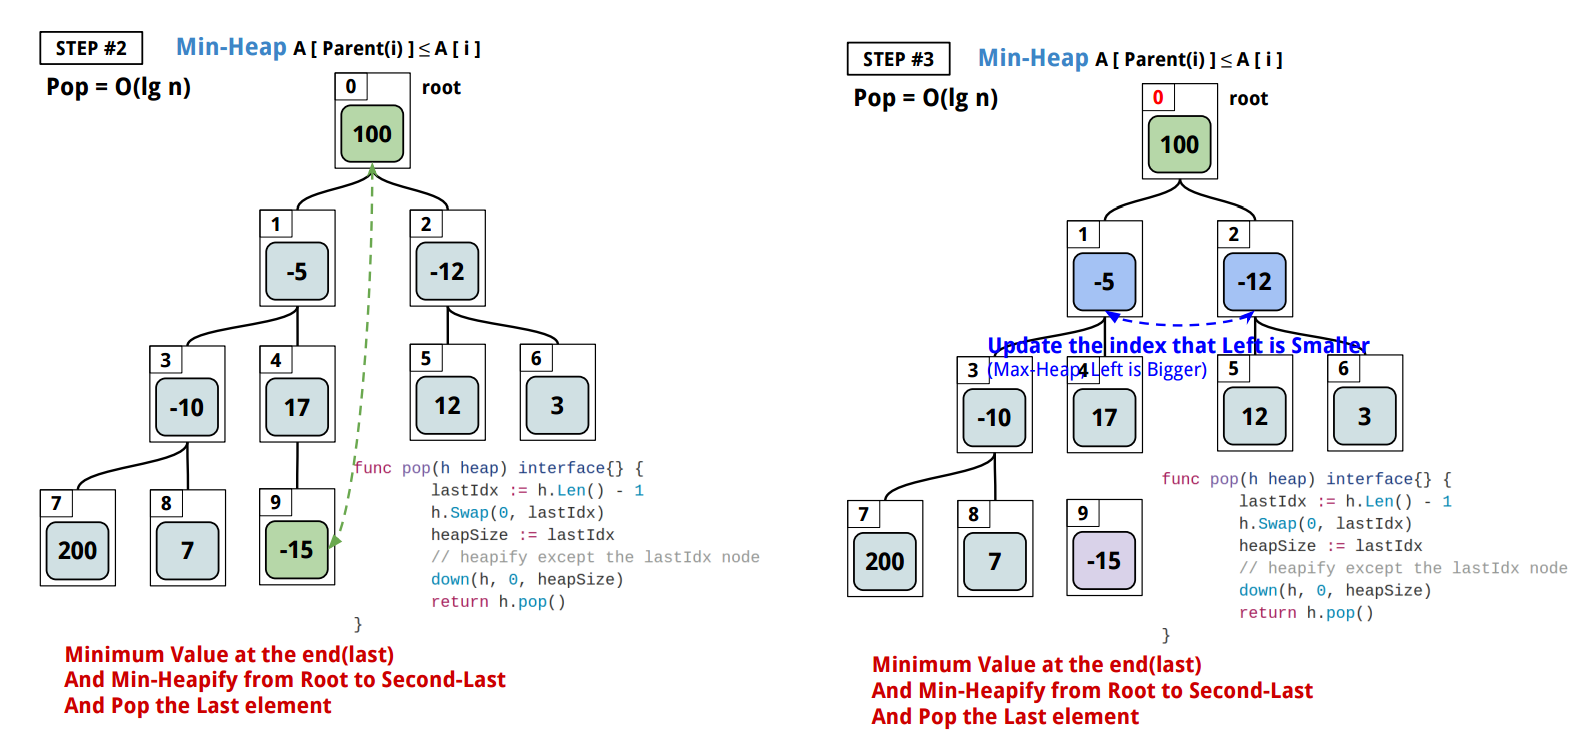 STEP #2
Min-Heap A [ Parent(i) ] ≤ A [ i ]
Pop = O(lg n)
0
root
100
1
2
-5
-12
3
4
5
6
-10
17
12
3
func pop(h heap) interface{} {
lastIdx := h.Len() - 1
h.Swap(0, lastIdx)
heapSize := lastIdx
// heapify except the lastIdx node
down(h, 0, heapSize)
return h.pop()
}
7
8
9
200
7
-15
Minimum Value at the end(last)
And Min-Heapify from Root to Second-Last
And Pop the Last element
STEP #3
Min-Heap A [ Parent(i) ] ≤ A [ i ]
Pop = O(lg n)
0
root
100
1
2
-5
-12
Update the index that Left is Smaller
(Max-Heap, Left is Bigger)
3
4
5
6
-10
17
12
3
func pop(h heap) interface{} {
lastIdx := h.Len() - 1
h.Swap(0, lastIdx)
heapSize := lastIdx
// heapify except the lastIdx node
down(h, 0, heapSize)
return h.pop()
}
7
8
9
200
7
-15
Minimum Value at the end(last)
And Min-Heapify from Root to Second-Last
And Pop the Last element